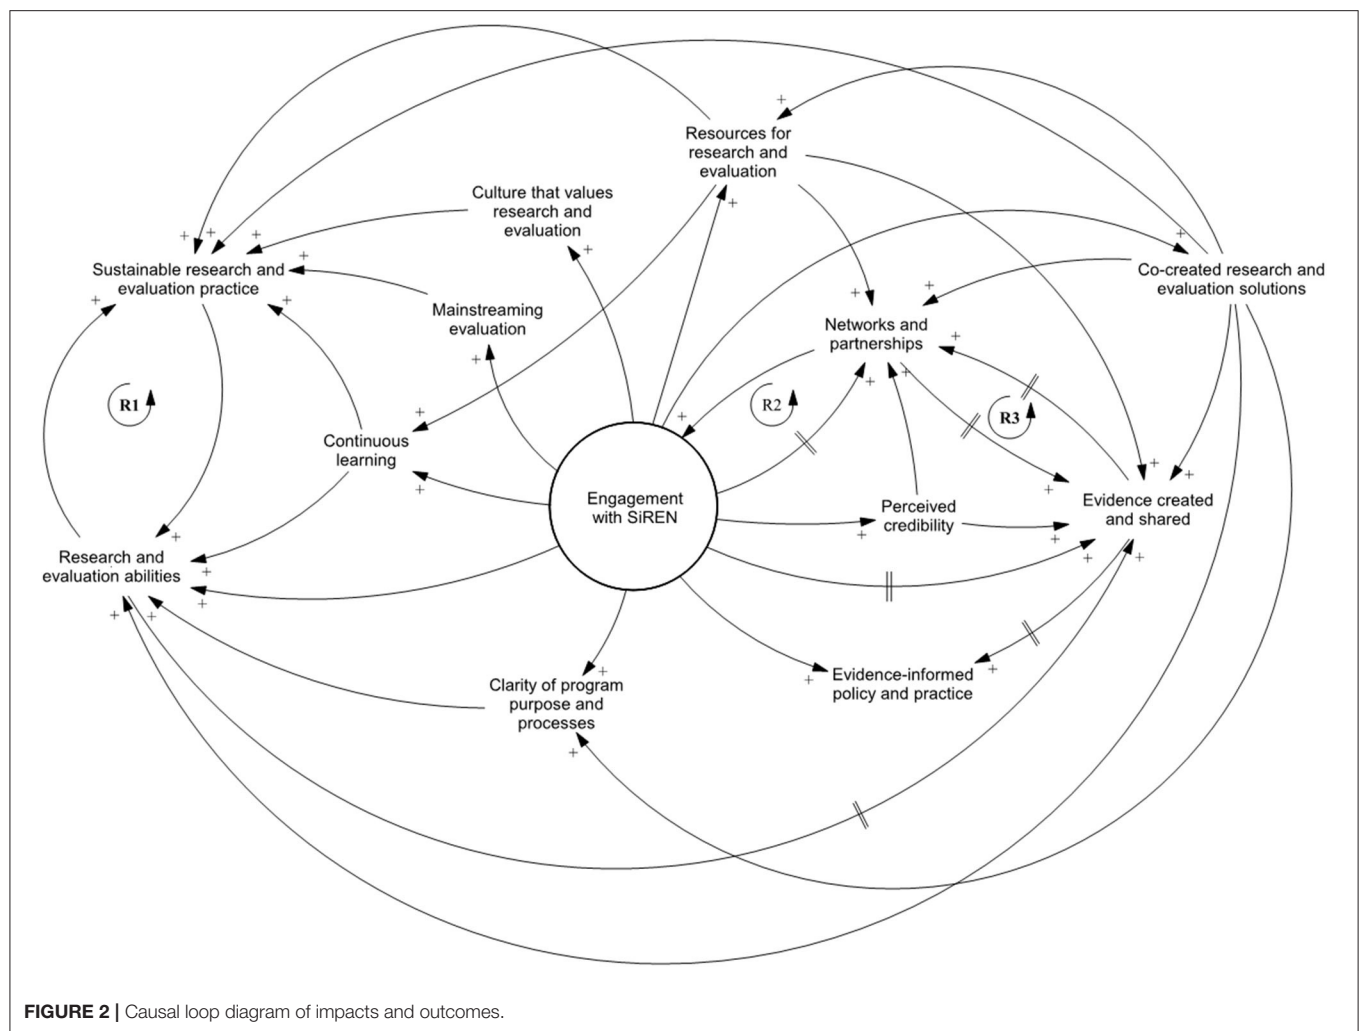 Resources for
research and
evaluation
Culture that values
research and
evaluation
Sustainable research and
evaluation practice
Co-created research and
evaluation solutions
Mainstreaming
evaluation
Networks and
partnerships
R1
R2
R3
Continuous
learning
Engagement
with SiREN
Perceived
credibility
Evidence created
and shared
Research and
evaluation abilities
Clarity of program
purpose and
processes
Evidence-informed
policy and practice
FIGURE 2 | Causal loop diagram of impacts and outcomes.